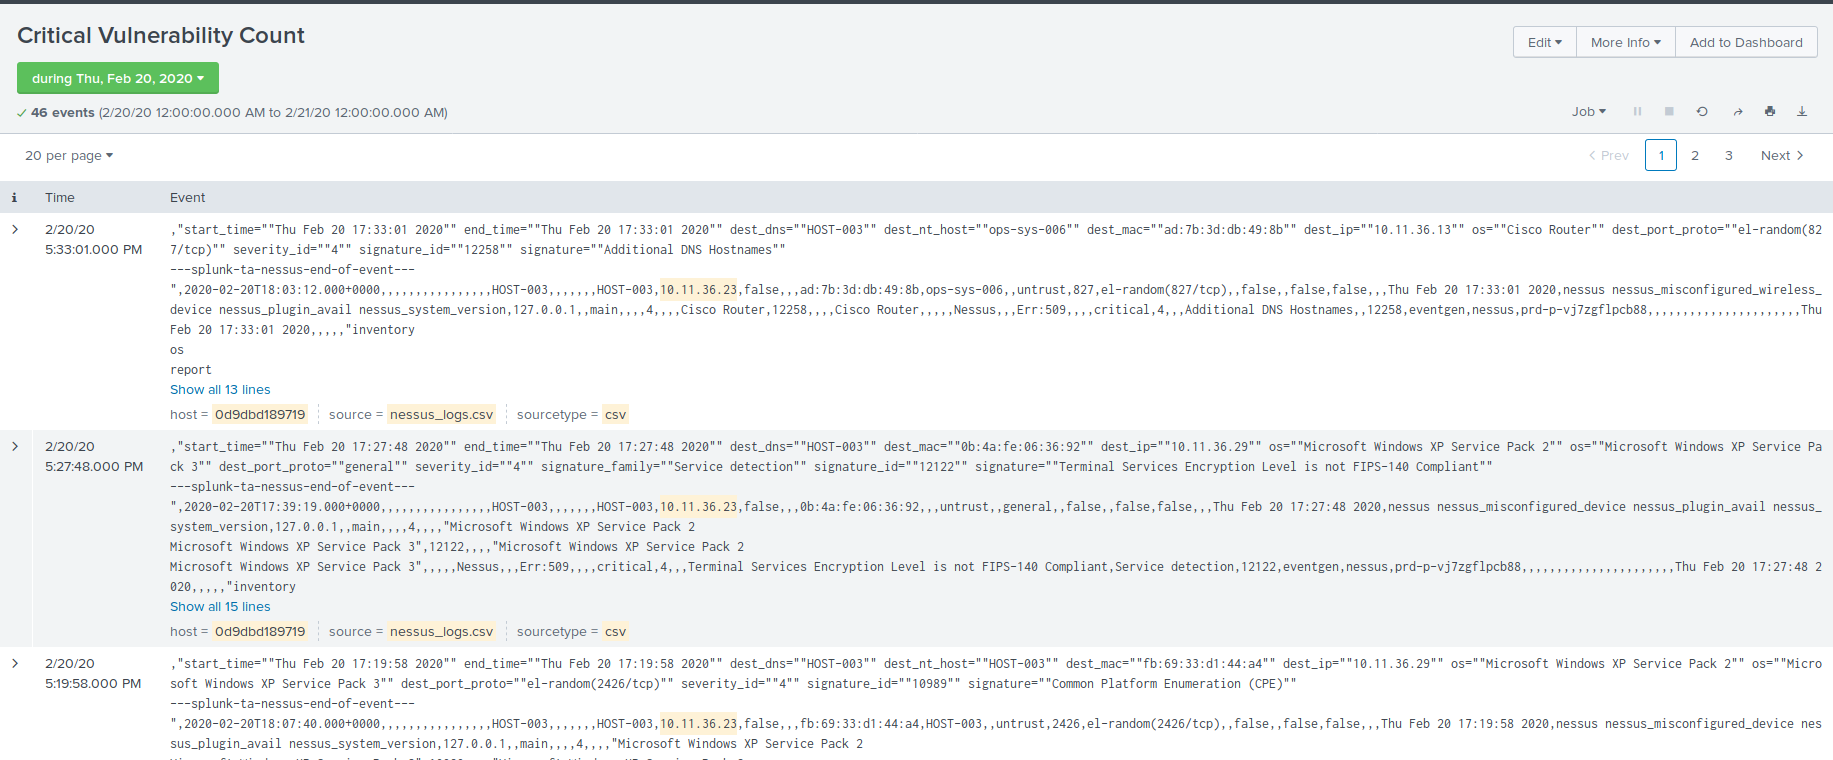 Critical Vulnerability Count
Edit
More Info
Add to Dashboard
during Thu, Feb 20, 2020
46 events (2/20/20 12:00:00.000 AM to 2/21/20 12:00:00.000 AM)
Job
20 per page
Prev 1 2 3 Next
i Time Event
2/20/20
5:33:01.000 PM
,"start_time=""Thu Feb 20 17:33:01 2020"" end_time=""Thu Feb 20 17:33:01 2020"" dest_dns=""HOST-003"" dest_nt_host=""ops-sys-006"" dest_mac=""ad:7b:3d:db:49:8b"" dest_ip=""10.11.36.13"" os=""Cisco Router"" dest_port_proto=""el-random(82
7/tcp)"" severity_id=""4"" signature_id=""12258"" signature=""Additional DNS Hostnames""
---splunk-ta-nessus-end-of-event---
",2020-02-20T18:03:12.000+0000,,,,,,,,,,,,,,,,HOST-003,,,,,,,HOST-003,10.11.36.23,false,,,ad:7b:3d:db:49:8b,ops-sys-006,,untrust,827,el-random(827/tcp),,false,,false,false,,,Thu Feb 20 17:33:01 2020,nessus nessus_misconfigured_wireless_
device nessus_plugin_avail nessus_system_version,127.0.0.1,,main,,,,4,,,,Cisco Router,12258,,,,Cisco Router,,,,,Nessus,,,Err:509,,,,critical,4,,,Additional DNS Hostnames,,12258,eventgen,nessus,prd-p-vj7zgflpcb88,,,,,,,,,,,,,,,,,,,,,,Thu
Feb 20 17:33:01 2020,,,,,"inventory
os
report
Show all 13 lines
host = 0d9dbd189719 source = nessus_logs.csv sourcetype = csv
2/20/20
5:27:48.000 PM
,"start_time=""Thu Feb 20 17:27:48 2020"" end_time=""Thu Feb 20 17:27:48 2020"" dest_dns=""HOST-003"" dest_mac=""0b:4a:fe:06:36:92"" dest_ip=""10.11.36.29"" os=""Microsoft Windows XP Service Pack 2"" os=""Microsoft Windows XP Service Pa
ck 3"" dest_port_proto=""general"" severity_id=""4"" signature_family=""Service detection"" signature_id=""12122"" signature=""Terminal Services Encryption Level is not FIPS-140 Compliant""
---splunk-ta-nessus-end-of-event---
",2020-02-20T17:39:19.000+0000,,,,,,,,,,,,,,,,HOST-003,,,,,,,HOST-003,10.11.36.23,false,,,0b:4a:fe:06:36:92,,,untrust,,general,,false,,false,false,,,Thu Feb 20 17:27:48 2020,nessus nessus_misconfigured_device nessus_plugin_avail nessus_
system_version,127.0.0.1,,main,,,,4,,,,"Microsoft Windows XP Service Pack 2
Microsoft Windows XP Service Pack 3",12122,,,,"Microsoft Windows XP Service Pack 2
Microsoft Windows XP Service Pack 3",,,,,Nessus,,,Err:509,,,,critical,4,,,Terminal Services Encryption Level is not FIPS-140 Compliant,Service detection,12122,eventgen,nessus,prd-p-vj7zgflpcb88,,,,,,,,,,,,,,,,,,,,,,Thu Feb 20 17:27:48 2
020,,,,,"inventory
Show all 15 lines
host = 0d9dbd189719 source = nessus_logs.csv sourcetype = csv
2/20/20
5:19:58.000 PM
,"start_time=""Thu Feb 20 17:19:58 2020"" end_time=""Thu Feb 20 17:19:58 2020"" dest_dns=""HOST-003"" dest_nt_host=""HOST-003"" dest_mac=""fb:69:33:d1:44:a4"" dest_ip=""10.11.36.29"" os=""Microsoft Windows XP Service Pack 2"" os=""Micro
soft Windows XP Service Pack 3"" dest_port_proto=""el-random(2426/tcp)"" severity_id=""4"" signature_id=""10989"" signature=""Common Platform Enumeration (CPE)""
---splunk-ta-nessus-end-of-event---
",2020-02-20T18:07:40.000+0000,,,,,,,,,,,,,,,,HOST-003,,,,,,,HOST-003,10.11.36.23,false,,,fb:69:33:d1:44:a4,HOST-003,,untrust,2426,el-random(2426/tcp),,false,,false,false,,,Thu Feb 20 17:19:58 2020,nessus nessus_misconfigured_device nes
sus_plugin_avail nessus_system_version,127.0.0.1,,main,,,,4,,,,"Microsoft Windows XP Service Pack 2